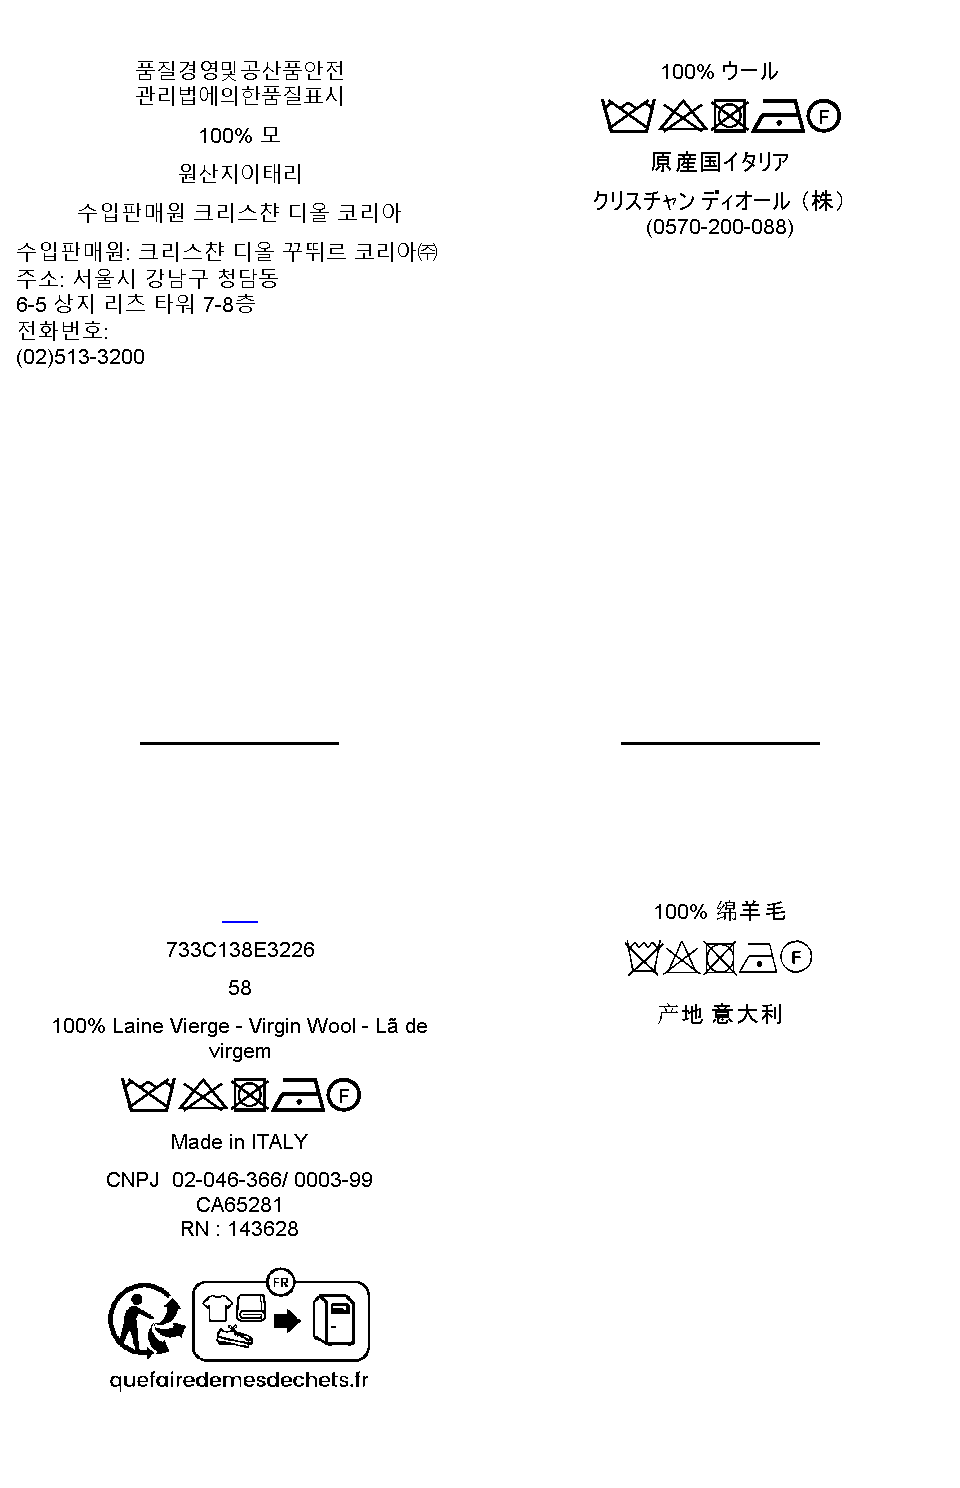 품질경영및공산품안전
관리법에의한품질표시
100% 모
원산지이태리
수입판매원 크리스챤 디올 코리아
수입판매원: 크리스챤 디올 꾸뛰르 코리아㈜
주소: 서울시 강남구 청담동
6-5 상지 리츠 타워 7-8층
전화번호:
(02)513-3200
100% ウール
F
原産国イタリア
クリスチャン ディオール（株）
(0570-200-088)
733C138E3226
58
100% Laine Vierge - Virgin Wool - Lã de
virgem
F
Made in ITALY
CNPJ  02-046-366/ 0003-99
CA65281
RN : 143628
FR
quefairedemesdechets.fr
100% 绵羊毛
F
产地 意大利